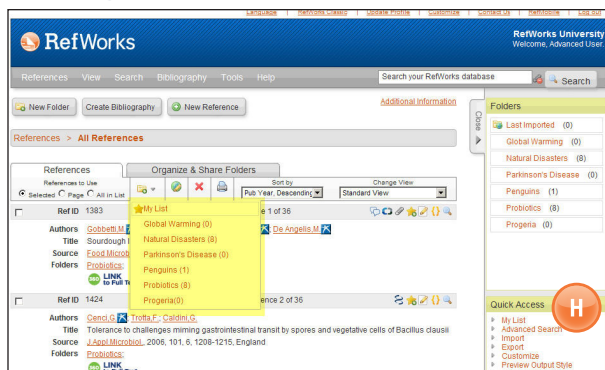 Language | RefWorks Classic | Update Profile | Customize | Contact Us | RefMobile | Log out
RefWorks
RefWorks University
Welcome, Advanced User.
References View Search Bibliography Tools Help
Search your RefWorks database
Search
New Folder
Create Bibliography
New Reference
Additional Information
References > All References
References
Organize & Share Folders
References to Use
Selected Page All in List
Sort by
Pub Year, Descending
Change View
Standard View
Ref ID 1383
e 1 of 36
Authors Gobbetti,M.
; De Angelis,M.
Title Sourdough
Source Food Microb
Folders Probiotics;
LINK
to Full T
My List
Global Warming (0)
Natural Disasters (8)
Parkinson's Disease (0)
Penguins (1)
Probiotics (8)
Progeria(0)
Ref ID 1424
ence 2 of 36
Authors Cenci,G.; Trotta,F.; Caldini,G.
Title Tolerance to challenges miming gastrointestinal transit by spores and vegetative cells of Bacillus clausii
Source J.Appl.Microbiol., 2006, 101, 6, 1208-1215, England
Folders Probiotics;
LINK
Close
Folders
Last Imported (0)
Global Warming (0)
Natural Disasters (8)
Parkinson's Disease (0)
Penguins (1)
Probiotics (8)
Progeria (0)
H
Quick Access
My List
Advanced Search
Import
Export
Customize
Preview Output Style